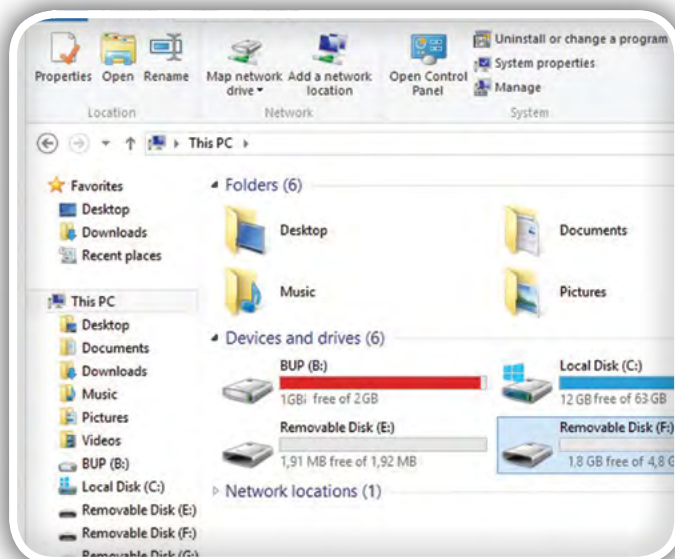 Properties
Open
Rename
Map network drive
Add a network location
Open Control Panel
Uninstall or change a program
System properties
Manage
Location
Network
System
This PC
Favorites
Desktop
Downloads
Recent places
This PC
Desktop
Documents
Downloads
Music
Pictures
Videos
BUP (B:)
Local Disk (C:)
Removable Disk (E:)
Removable Disk (F:)
Removable Disk (G:)
Folders (6)
Desktop
Documents
Music
Pictures
Devices and drives (6)
BUP (B:)
1GBi free of 2GB
Local Disk (C:)
12 GB free of 63 GB
Removable Disk (E:)
1,91 MB free of 1,92 MB
Removable Disk (F:)
1.8 GB free of 4,8 G
Network locations (1)